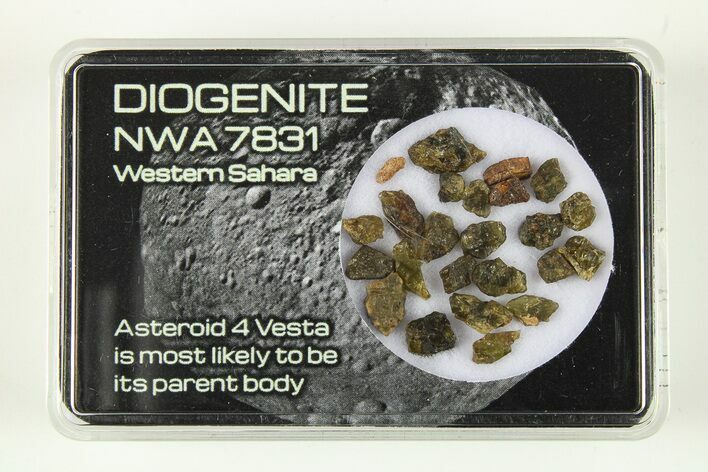 DIOGENITE
NWA 7831
Western Sahara
Asteroid 4 Vesta
is most likely to be
its parent body